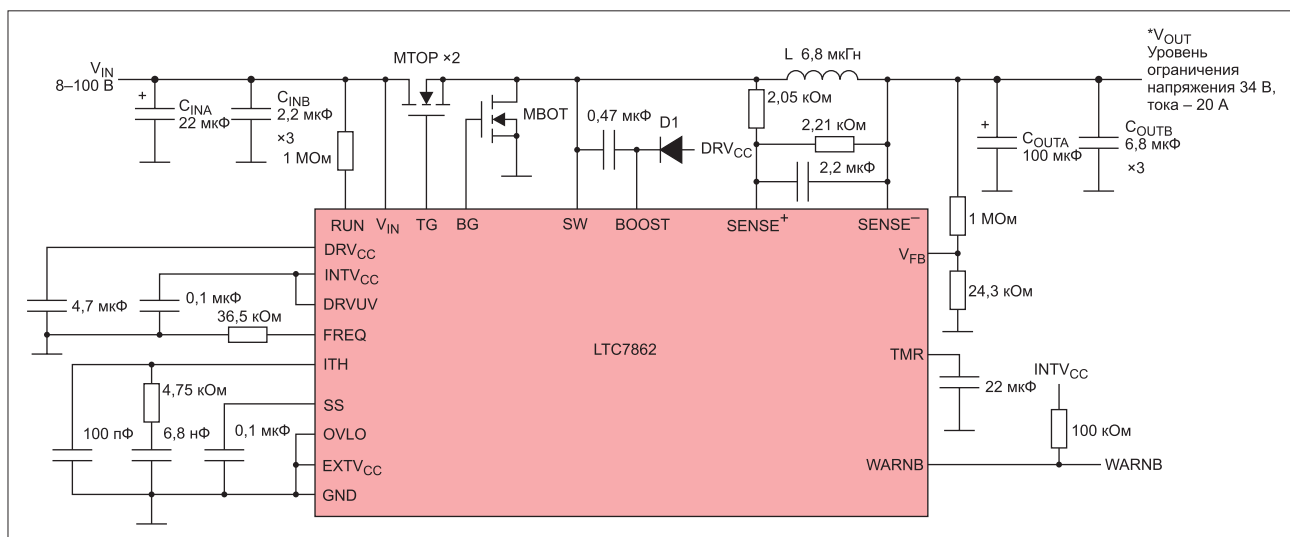 V_IN
8–100 В
C_INA
22 мкФ
C_INB
2,2 мкФ
×3
1 МОм
MTOP ×2
MBOT
0,47 мкФ
D1
DRV_CC
2,05 кОм
L 6,8 мкГн
2,21 кОм
2,2 мкФ
*V_OUT
Уровень
ограничения
напряжения 34 В,
тока – 20 А
C_OUTA
100 мкФ
C_OUTB
6,8 мкФ
×3
1 МОм
24,3 кОм
RUN
V_IN
TG
BG
SW
BOOST
SENSE+
SENSE–
DRV_CC
INTV_CC
DRVUV
FREQ
ITH
SS
OVLO
EXTV_CC
GND
LTC7862
V_FB
TMR
WARNB
4,7 мкФ
0,1 мкФ
36,5 кОм
4,75 кОм
100 пФ
6,8 нФ
0,1 мкФ
22 мкФ
INTV_CC
100 кОм
WARNB